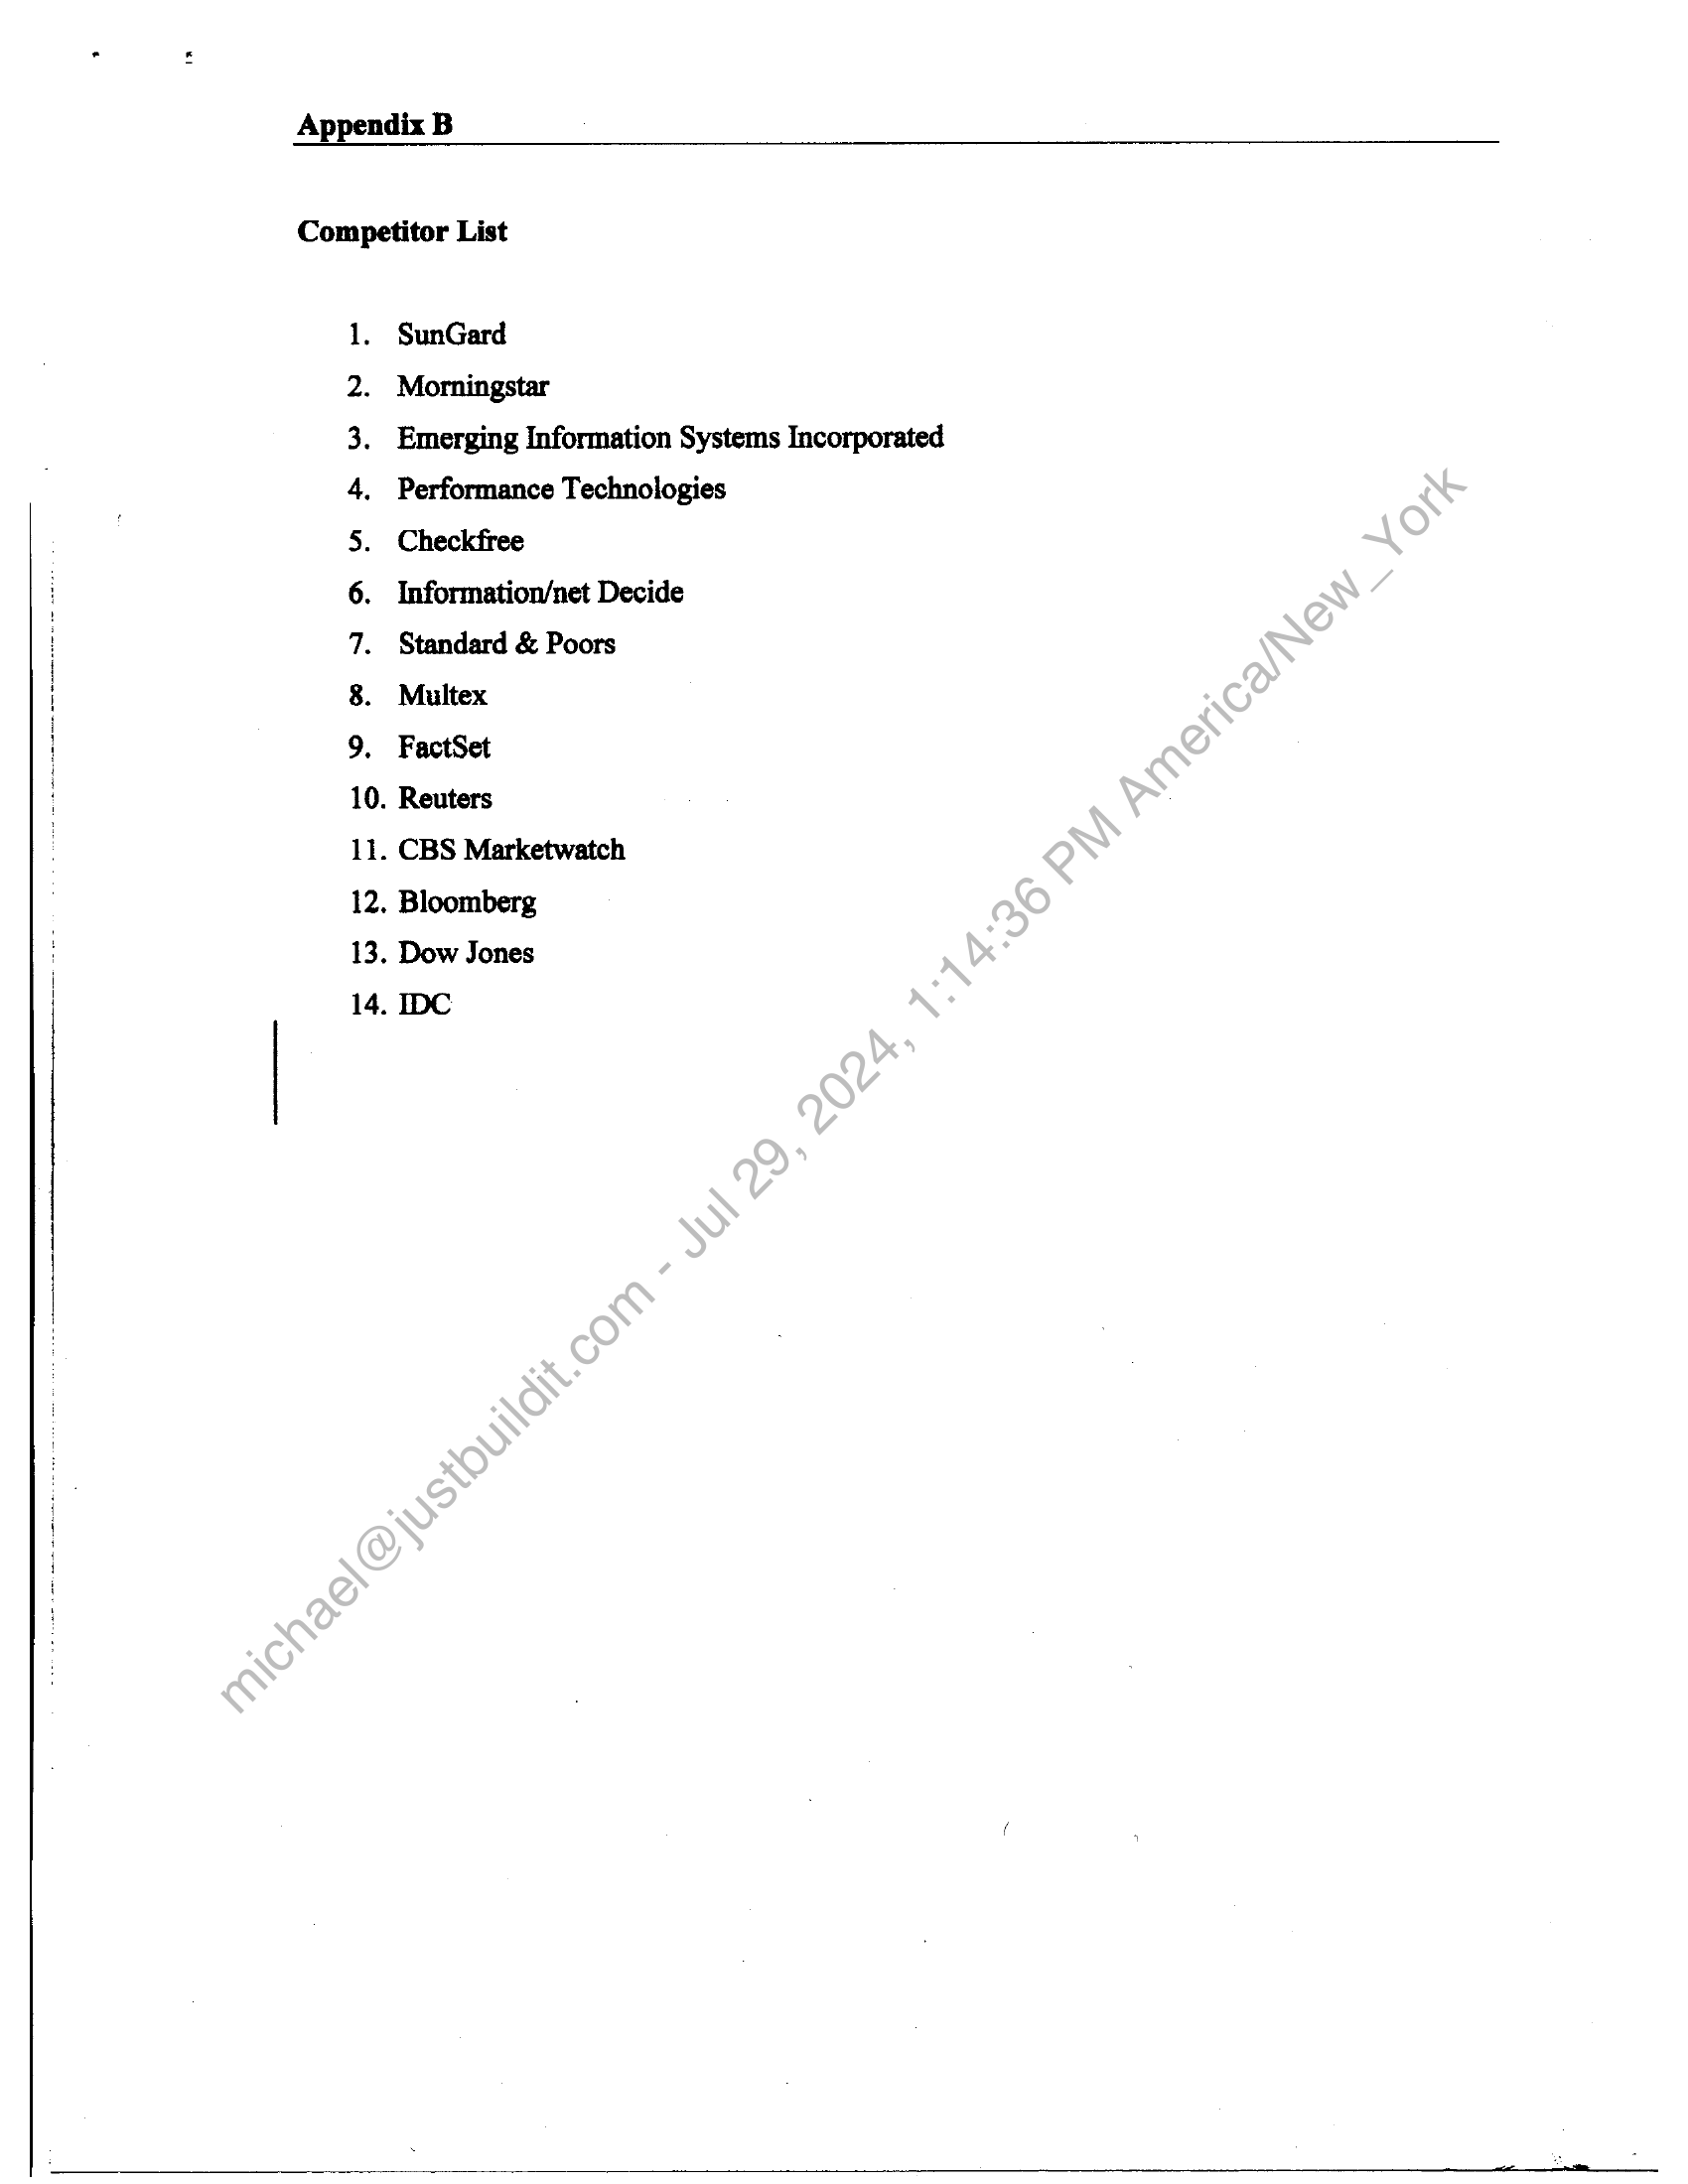 Appendix B
Competitor List
1. SunGard
2. Morningstar
3. Emerging Information Systems Incorporated
4. Performance Technologies
5. Checkfree
6. Information/net Decide
7. Standard & Poors
8. Multex
9. FactSet
10. Reuters
11. CBS Marketwatch
12. Bloomberg
13. Dow Jones
14. IDC
michael@justbuildit.com - Jul 29, 2024, 1:14:36 PM America/New_York